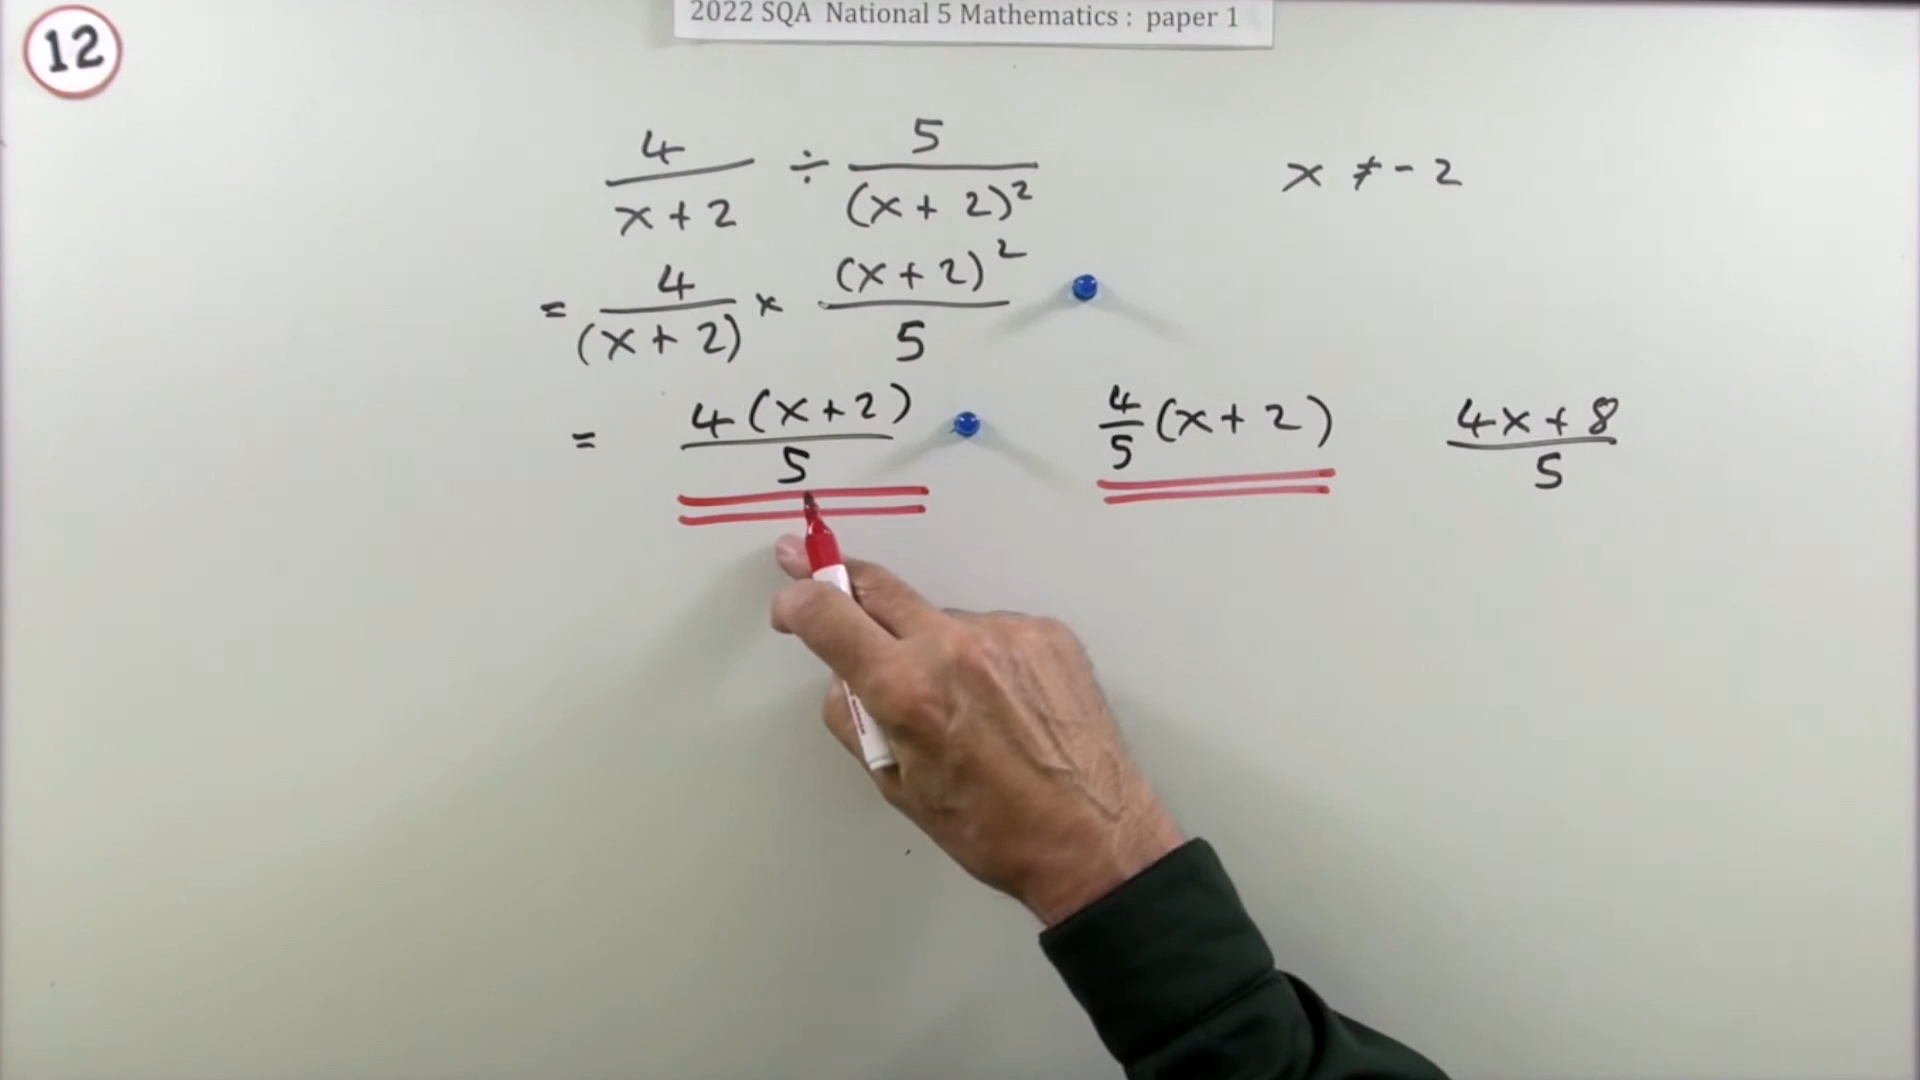 2022 SQA National 5 Mathematics : paper 1
12
4/(x+2) ÷ 5/(x+2)² x ≠ -2
= 4/(x+2) × (x+2)²/5
= 4(x+2)/5 4/5(x+2) 4x+8/5